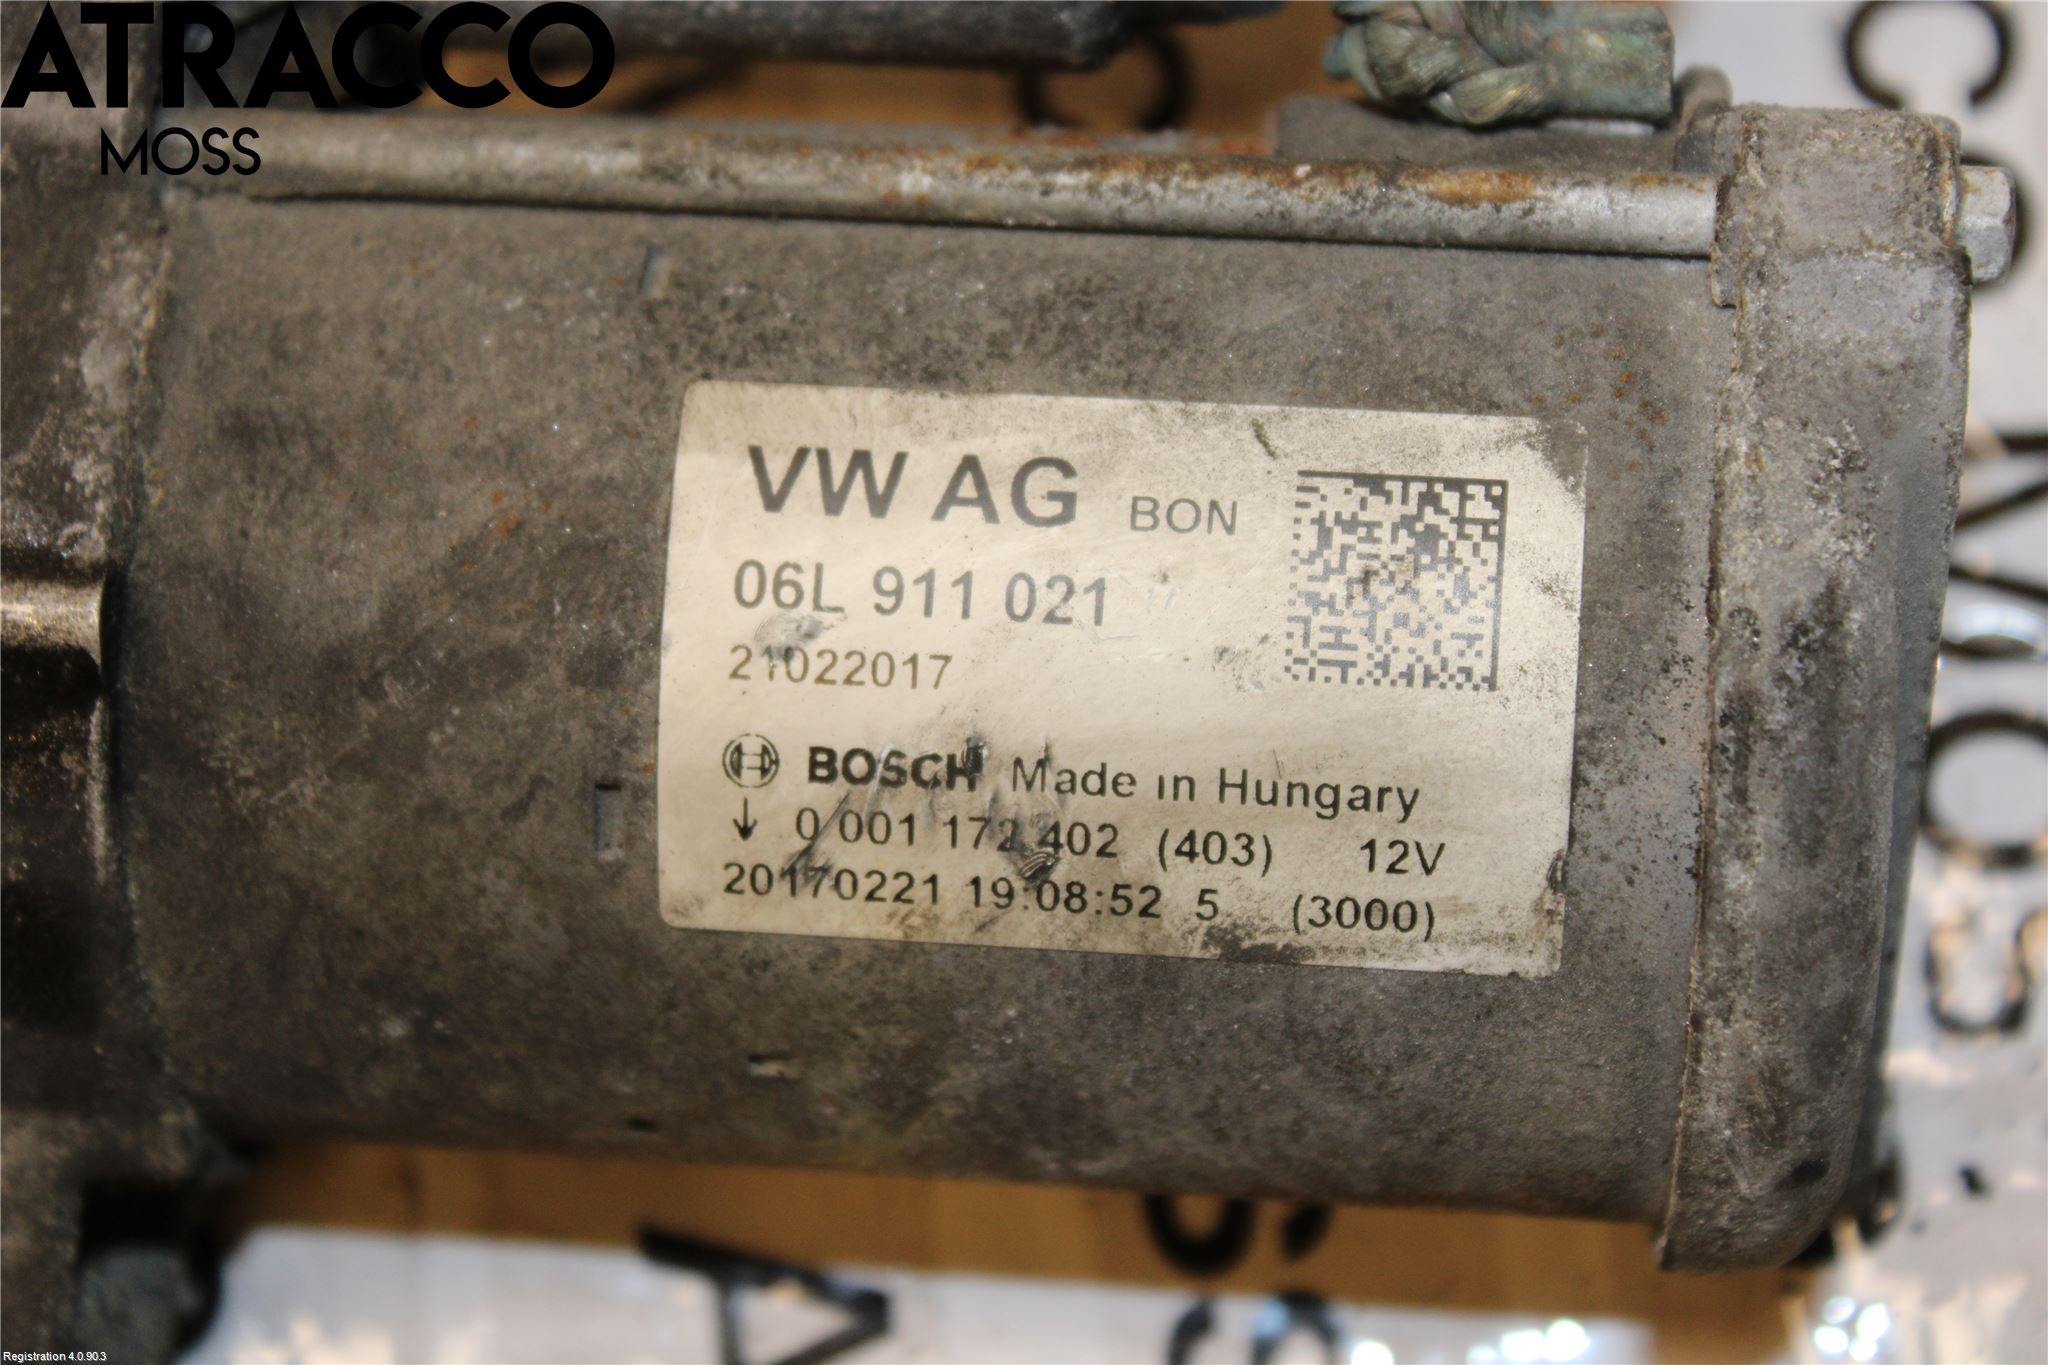 ATRACCO
MOSS
VW AG BON
06L 911 021
21022017
BOSCH Made in Hungary
↓ 0 001 172 402 (403) 12V
20170221 19:08:52 5 (3000)
Registration 4.0.90.3